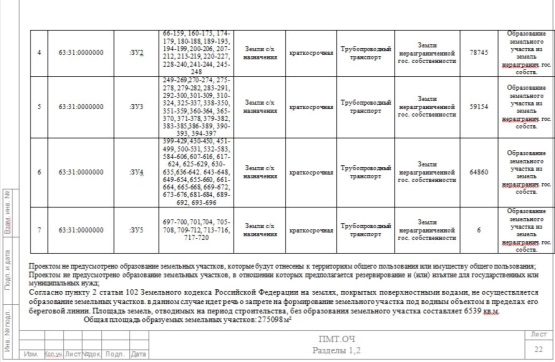 66-159, 160-175, 174-
4 63:31:0000000 :ЗУ2 179, 180-188, 189-193, 194-199, 200-206, 207-212, 213-219, 220-227, 228-240, 241-244, 245-248 Земли с/х назначения краткосрочная Трубопроводный транспорт Земли неразграниченной гос. собственности 78745 Образование земельного участка из земель неразгранич. гос. собств.
5 63:31:0000000 :ЗУ3 249-269, 270-274, 275-278, 279-282, 283-291, 292-300, 301-309, 310-324, 325-337, 338-350, 351-359, 360-364, 365-370, 371-378, 379-382, 383-385, 386-389, 390-393, 394-397 Земли с/х назначения краткосрочная Трубопроводный транспорт Земли неразграниченной гос. собственности 59154 Образование земельного участка из земель неразгранич. гос. собств.
6 63:31:0000000 :ЗУ4 399-429, 430-450, 451-499, 500-531, 532-583, 584-606, 607-616, 617-624, 625-629, 630-635, 636-642, 643-648, 649-654, 655-660, 661-664, 665-668, 669-672, 673-676, 681-684, 689-692, 693-696 Земли с/х назначения краткосрочная Трубопроводный транспорт Земли неразграниченной гос. собственности 64860 Образование земельного участка из земель неразгранич. гос. собств.
7 63:31:0000000 :ЗУ5 697-700, 701, 704, 705-708, 709-712, 713-716, 717-720 Земли с/х назначения краткосрочная Трубопроводный транспорт Земли неразграниченной гос. собственности 6 Образование земельного участка из земель неразгранич. гос. собств.
Проектом не предусмотрено образование земельных участков, которые будут отнесены к территориям общего пользования или имуществу общего пользования;
Проектом не предусмотрено образование земельных участков, в отношении которых предполагается резервирование и (или) изъятие для государственных или
муниципальных нужд;
Согласно пункту 2 статьи 102 Земельного кодекса Российской Федерации на землях, покрытых поверхностными водами, не осуществляется
образование земельных участков. в данном случае идет речь о запрете на формирование земельного участка под водным объектом в пределах его
береговой линии. Площадь земель, отводимых на период строительства, без образования земельного участка составляет 6539 кв.м.
Общая площадь образуемых земельных участков: 275098 м²
Взам. инв. №
Подп. и дата
Инв. № подл.
Изм. Кол.уч. Лист №док Подп. Дата
ПМТ.ОЧ
Разделы 1,2
Лист
22